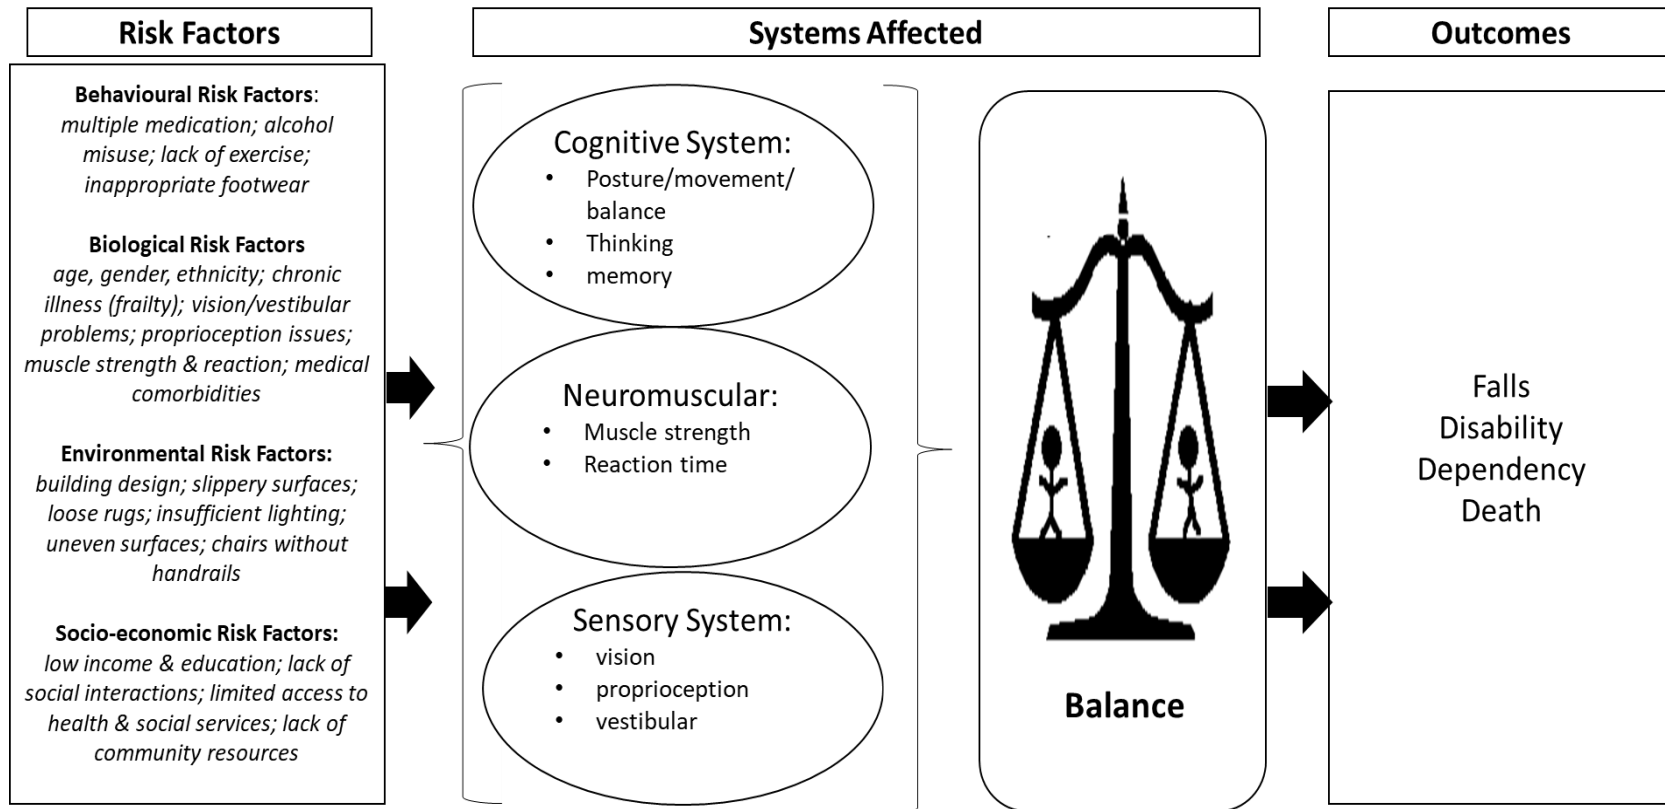 Risk Factors
Behavioural Risk Factors:
multiple medication; alcohol
misuse; lack of exercise;
inappropriate footwear
Biological Risk Factors
age, gender, ethnicity; chronic
illness (frailty); vision/vestibular
problems; proprioception issues;
muscle strength & reaction; medical
comorbidities
Environmental Risk Factors:
building design; slippery surfaces;
loose rugs; insufficient lighting;
uneven surfaces; chairs without
handrails
Socio-economic Risk Factors:
low income & education; lack of
social interactions; limited access to
health & social services; lack of
community resources
Systems Affected
Cognitive System:
• Posture/movement/
balance
• Thinking
• memory
Neuromuscular:
• Muscle strength
• Reaction time
Sensory System:
• vision
• proprioception
• vestibular
Balance
Outcomes
Falls
Disability
Dependency
Death